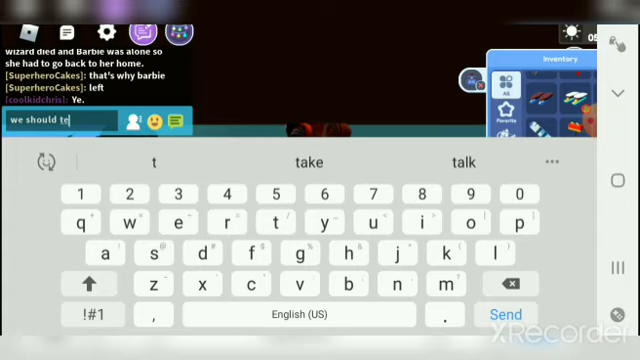 wizard died and Barbie was alone so
she had to go back to her home.
[SuperheroCakes]: that's why barbie
[SuperheroCakes]: left
[coolkidchris]: Ye.
we should te
05
Inventory
All
Favorite
t take talk
1 2 3 4 5 6 7 8 9 0
q w e r t y u i o p
a s d f g h j k l
z x c v b n m
!#1 , English (US) . Send
XRecorder